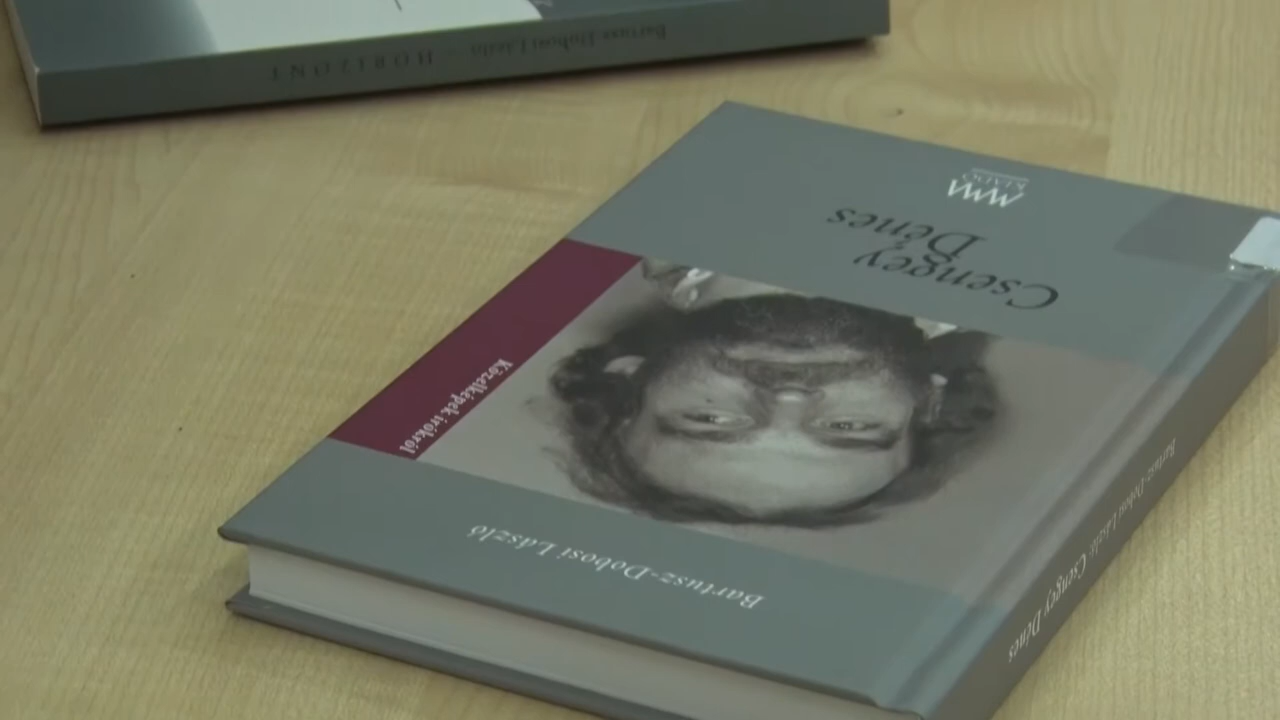 Bartusz-Dobosi László
HORIZONT
Bartusz-Dobosi László
Közelképek írókról
Csengey
Dénes
MMA
KIADÓ
Bartusz-Dobosi László: Csengey Dénes